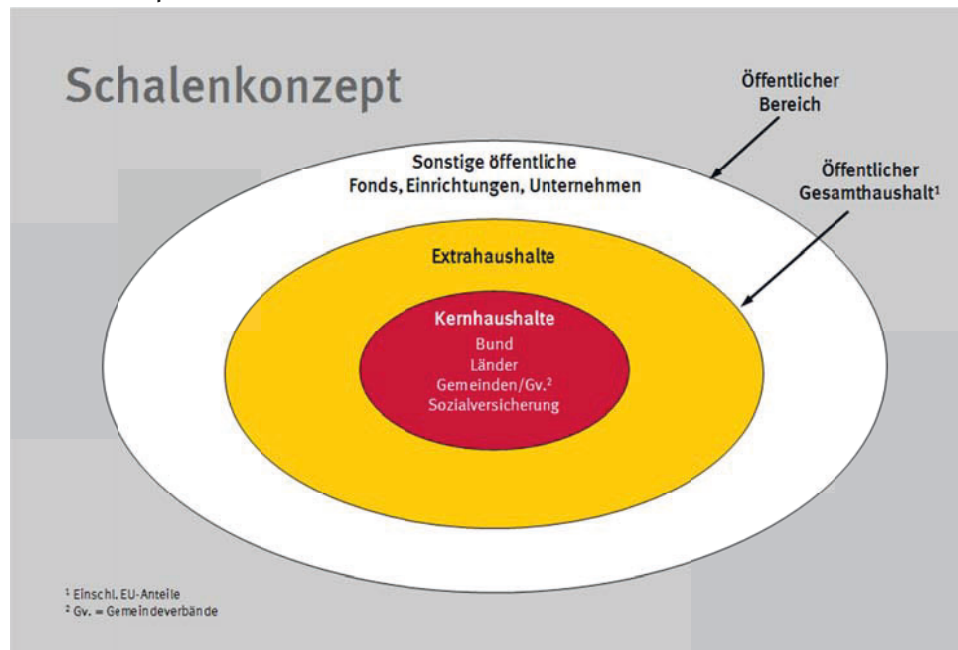 Schalenkonzept
Öffentlicher
Bereich
Öffentlicher
Gesamthaushalt¹
Sonstige öffentliche
Fonds, Einrichtungen, Unternehmen
Extrahaushalte
Kernhaushalte
Bund
Länder
Gemeinden/Gv.²
Sozialversicherung
¹ Einschl. EU-Anteile
² Gv. = Gemeindeverbände